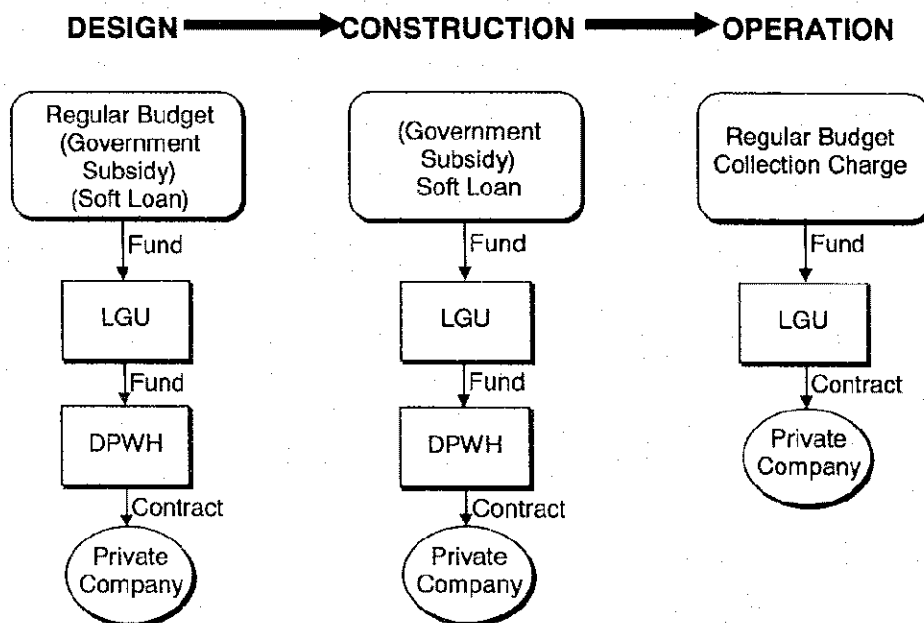 DESIGN CONSTRUCTION OPERATION
Regular Budget
(Government
Subsidy)
(Soft Loan)
Fund
LGU
Fund
DPWH
Contract
Private
Company
(Government
Subsidy)
Soft Loan
Fund
LGU
Fund
DPWH
Contract
Private
Company
Regular Budget
Collection Charge
Fund
LGU
Contract
Private
Company